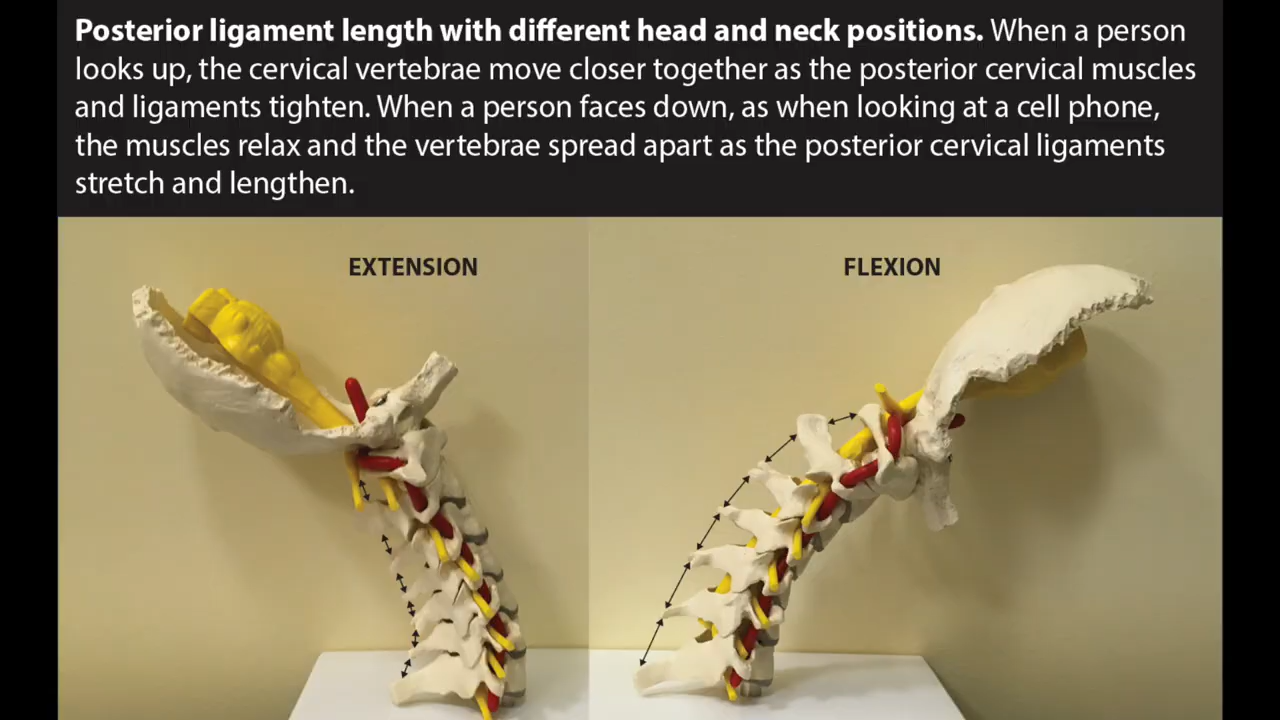 Posterior ligament length with different head and neck positions. When a person
looks up, the cervical vertebrae move closer together as the posterior cervical muscles
and ligaments tighten. When a person faces down, as when looking at a cell phone,
the muscles relax and the vertebrae spread apart as the posterior cervical ligaments
stretch and lengthen.
EXTENSION
FLEXION